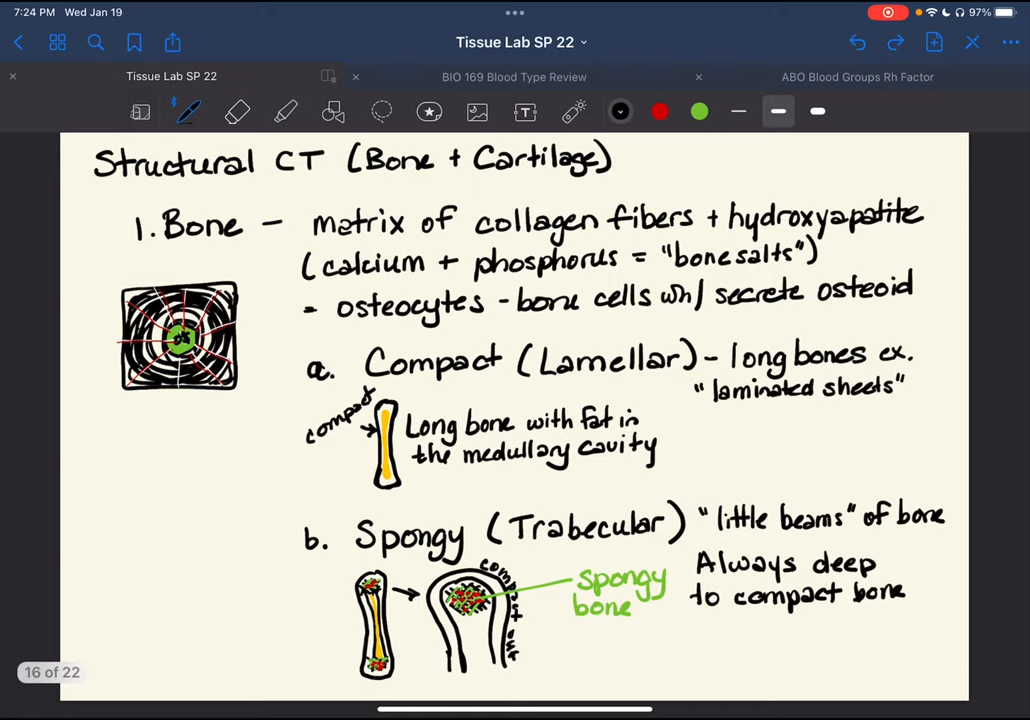 7:24 PM Wed Jan 19
97%
Tissue Lab SP 22
Tissue Lab SP 22
BIO 169 Blood Type Review
ABO Blood Groups Rh Factor
T
Structural CT (Bone + Cartilage)
1. Bone - matrix of collagen fibers + hydroxyapatite
(calcium + phosphorus = "bone salts")
= osteocytes - bone cells wh/ secrete osteoid
a. Compact (Lamellar) - long bones ex.
"laminated sheets"
compact
Long bone with fat in
the medullary cavity
b. Spongy (Trabecular) "little beams" of bone
Always deep
to compact bone
compact
spongy
bone
16 of 22